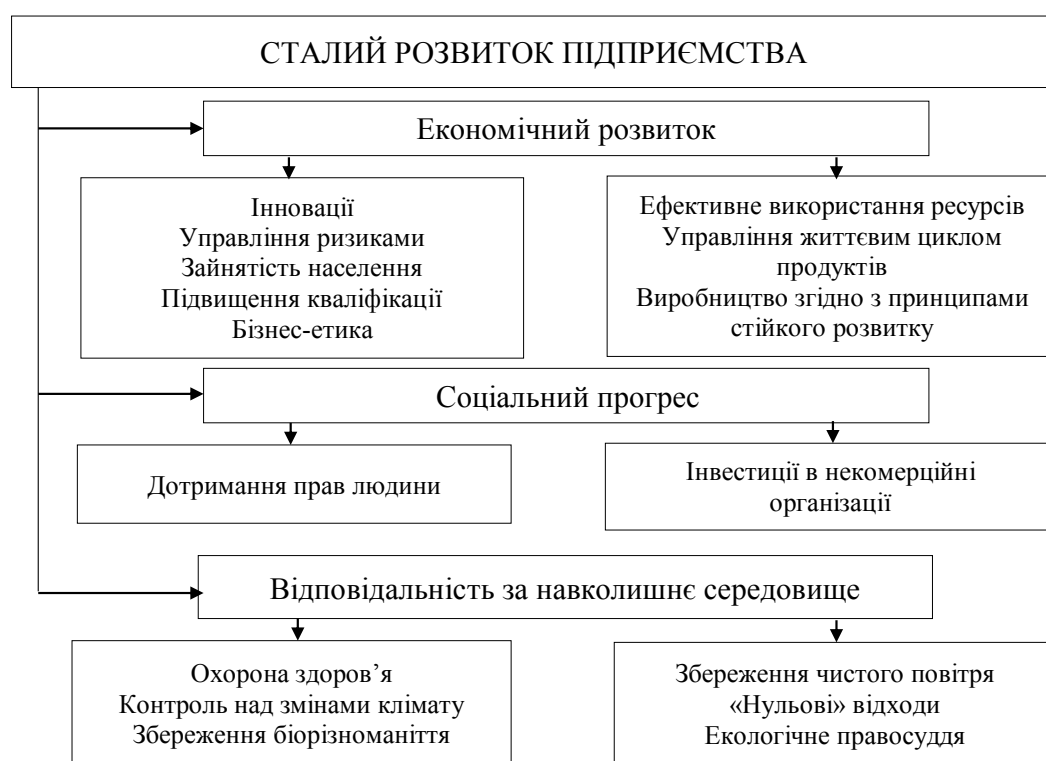 СТАЛИЙ РОЗВИТОК ПІДПРИЄМСТВА
Економічний розвиток
Інновації
Управління ризиками
Зайнятість населення
Підвищення кваліфікації
Бізнес-етика
Ефективне використання ресурсів
Управління життєвим циклом
продуктів
Виробництво згідно з принципами
стійкого розвитку
Соціальний прогрес
Дотримання прав людини
Інвестиції в некомерційні
організації
Відповідальність за навколишнє середовище
Охорона здоров’я
Контроль над змінами клімату
Збереження біорізноманіття
Збереження чистого повітря
«Нульові» відходи
Екологічне правосуддя